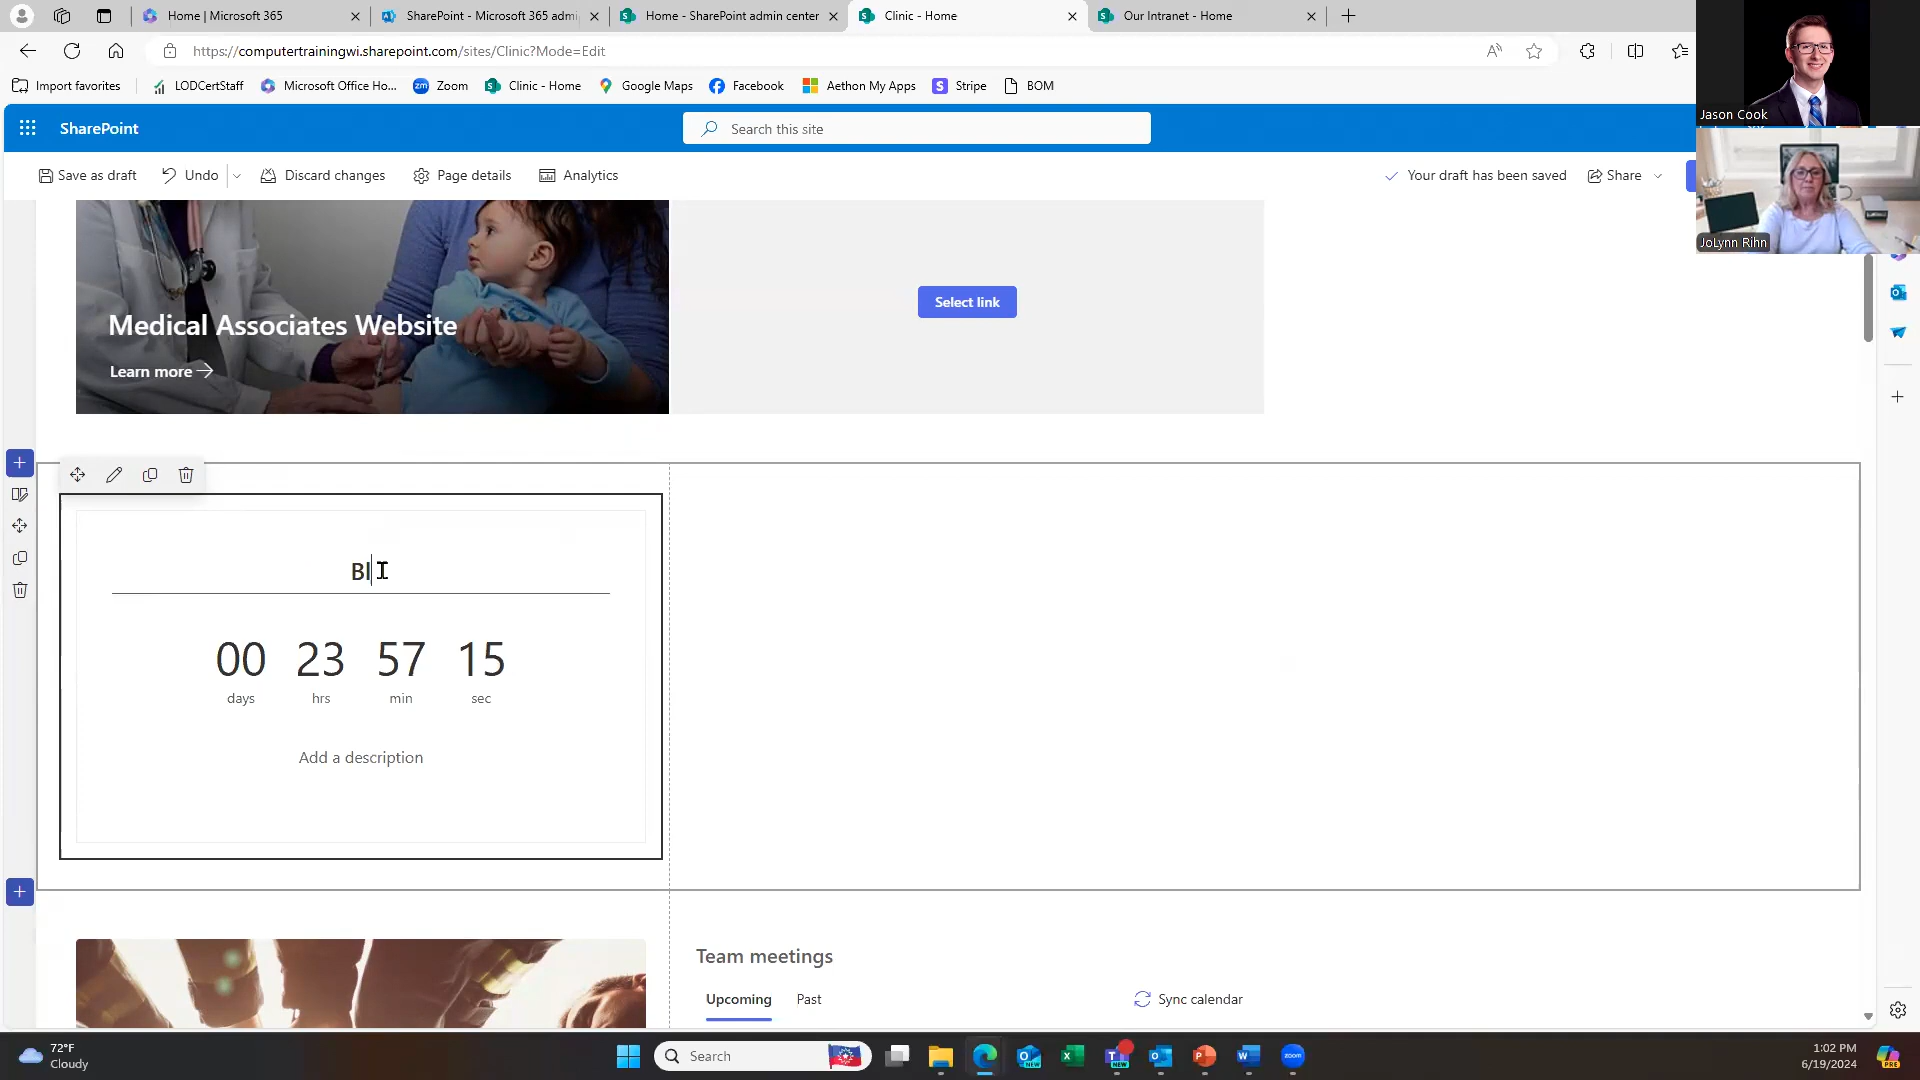 Home | Microsoft 365
SharePoint - Microsoft 365 admi
Home - SharePoint admin center
Clinic - Home
Our Intranet - Home
https://computertrainingwi.sharepoint.com/sites/Clinic?Mode=Edit
Import favorites
LODCertStaff
Microsoft Office Ho...
Zoom
Clinic - Home
Google Maps
Facebook
Aethon My Apps
Stripe
BOM
Jason Cook
SharePoint
Search this site
Save as draft
Undo
Discard changes
Page details
Analytics
Your draft has been saved
Share
JoLynn Rihn
Medical Associates Website
Learn more
Select link
Bl
00 23 57 15
days hrs min sec
Add a description
Team meetings
Upcoming
Past
Sync calendar
72°F
Cloudy
Search
1:02 PM
6/19/2024